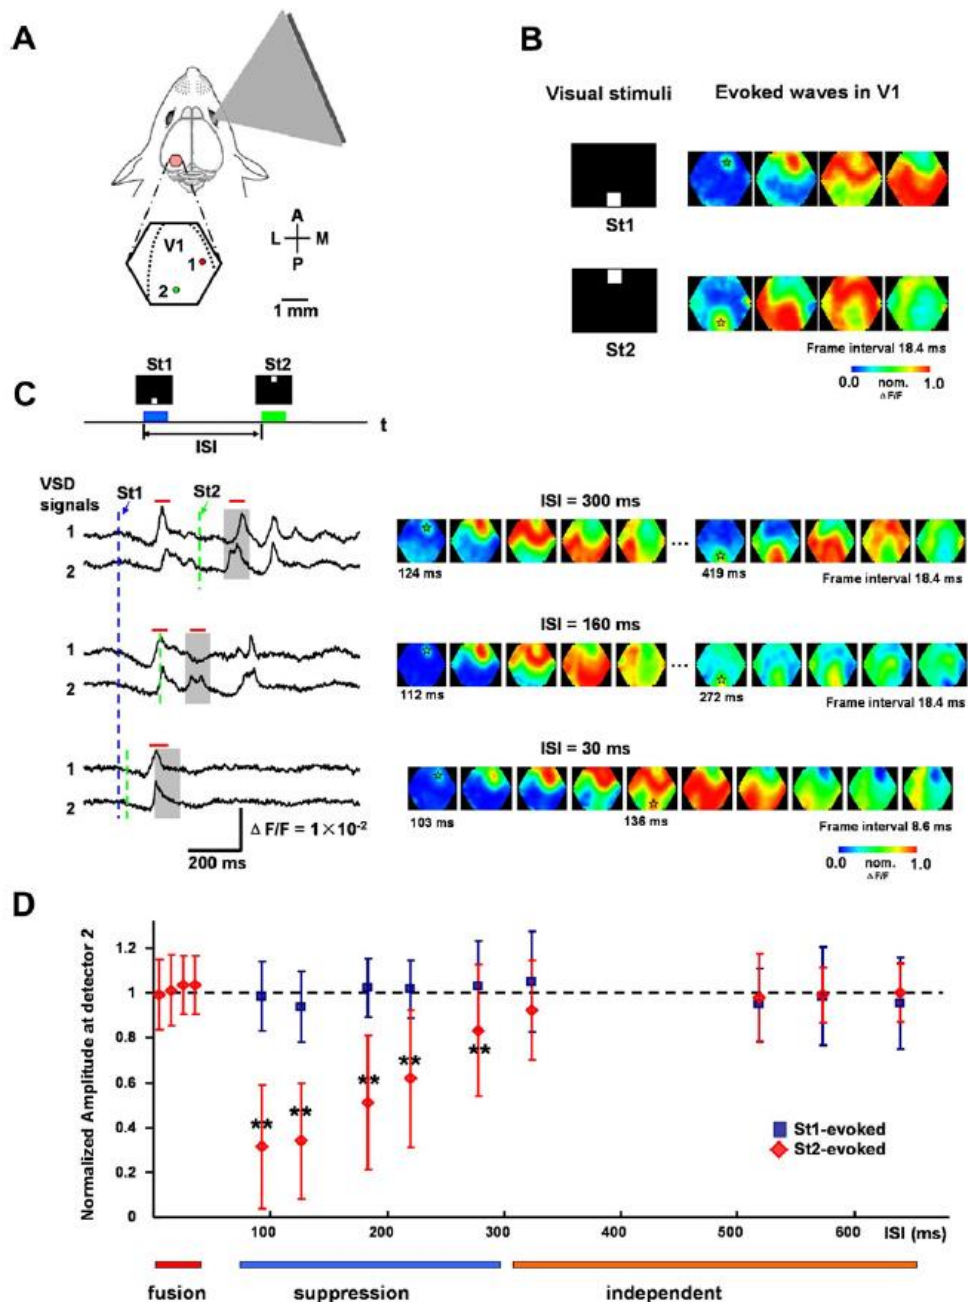 A
V1
1
2
A
L M
P
1 mm
B
Visual stimuli Evoked waves in V1
St1
St2
Frame interval 18.4 ms
0.0 nom. 1.0
Δ F/F
C
St1 St2
t
ISI
VSD signals
St1 St2
1
2
1
2
1
2
Δ F/F = 1×10-2
200 ms
ISI = 300 ms
...
124 ms 419 ms
Frame interval 18.4 ms
ISI = 160 ms
...
112 ms 272 ms
Frame interval 18.4 ms
ISI = 30 ms
103 ms 136 ms
Frame interval 8.6 ms
0.0 nom. 1.0
Δ F/F
D
Normalized Amplitude at detector 2
1.2
1
0.8
0.6
0.4
0.2
0
** ** ** ** **
St1-evoked
St2-evoked
100 200 300 400 500 600 ISI (ms)
fusion suppression independent